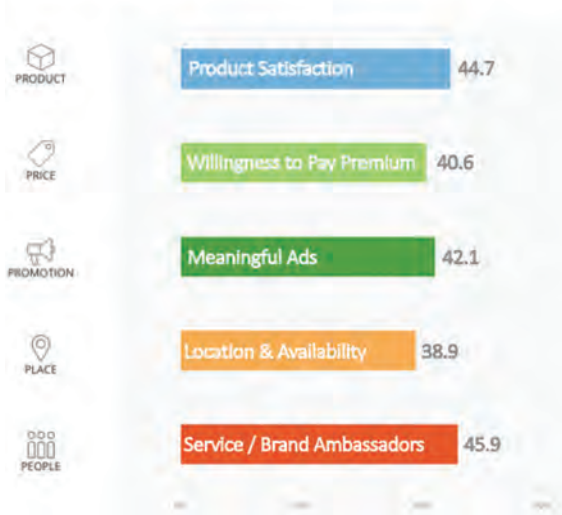 PRODUCT
Product Satisfaction 44.7
PRICE
Willingness to Pay Premium 40.6
PROMOTION
Meaningful Ads 42.1
PLACE
Location & Availability 38.9
PEOPLE
Service / Brand Ambassadors 45.9